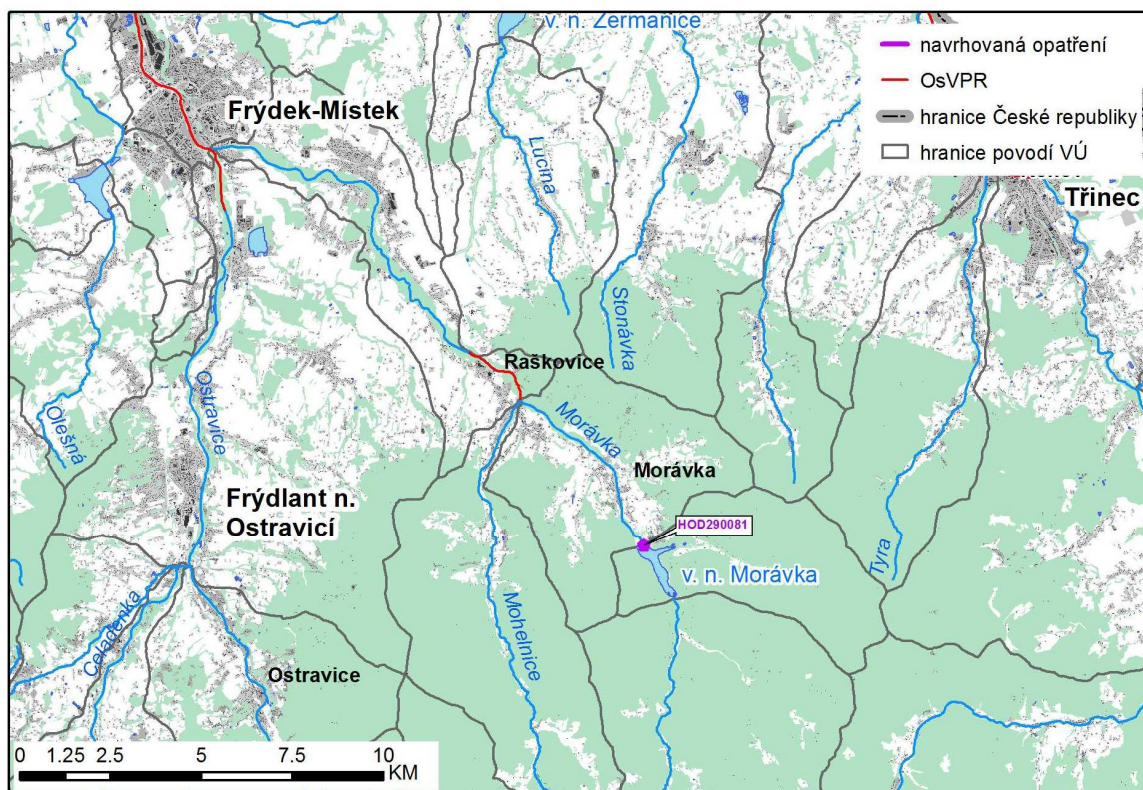 v. n. Žermanice
navrhovaná opatření
OsVPR
hranice České republiky
hranice povodí VÚ
Frýdek-Místek
Lucina
Stonávka
Třinec
Raškovice
Olešná
Ostravice
Morávka
Morávka
Frýdlant n.
Ostravicí
HOD290081
v. n. Morávka
Tyra
Čeladenka
Mohelnice
Ostravice
0 1.25 2.5 5 7.5 10
KM